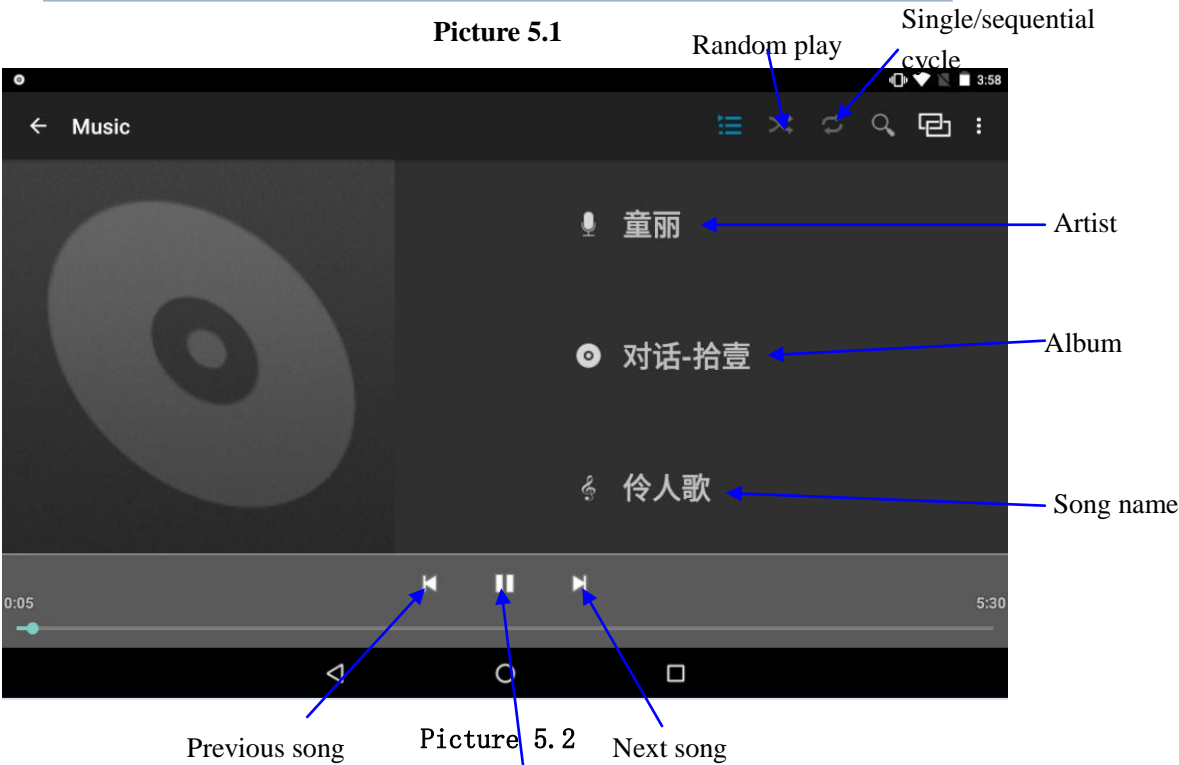 Picture 5.1
Single/sequential
cycle
Random play
3:58
Music
童丽
Artist
对话-拾壹
Album
伶人歌
Song name
0:05
5:30
Previous song
Picture 5.2
Next song